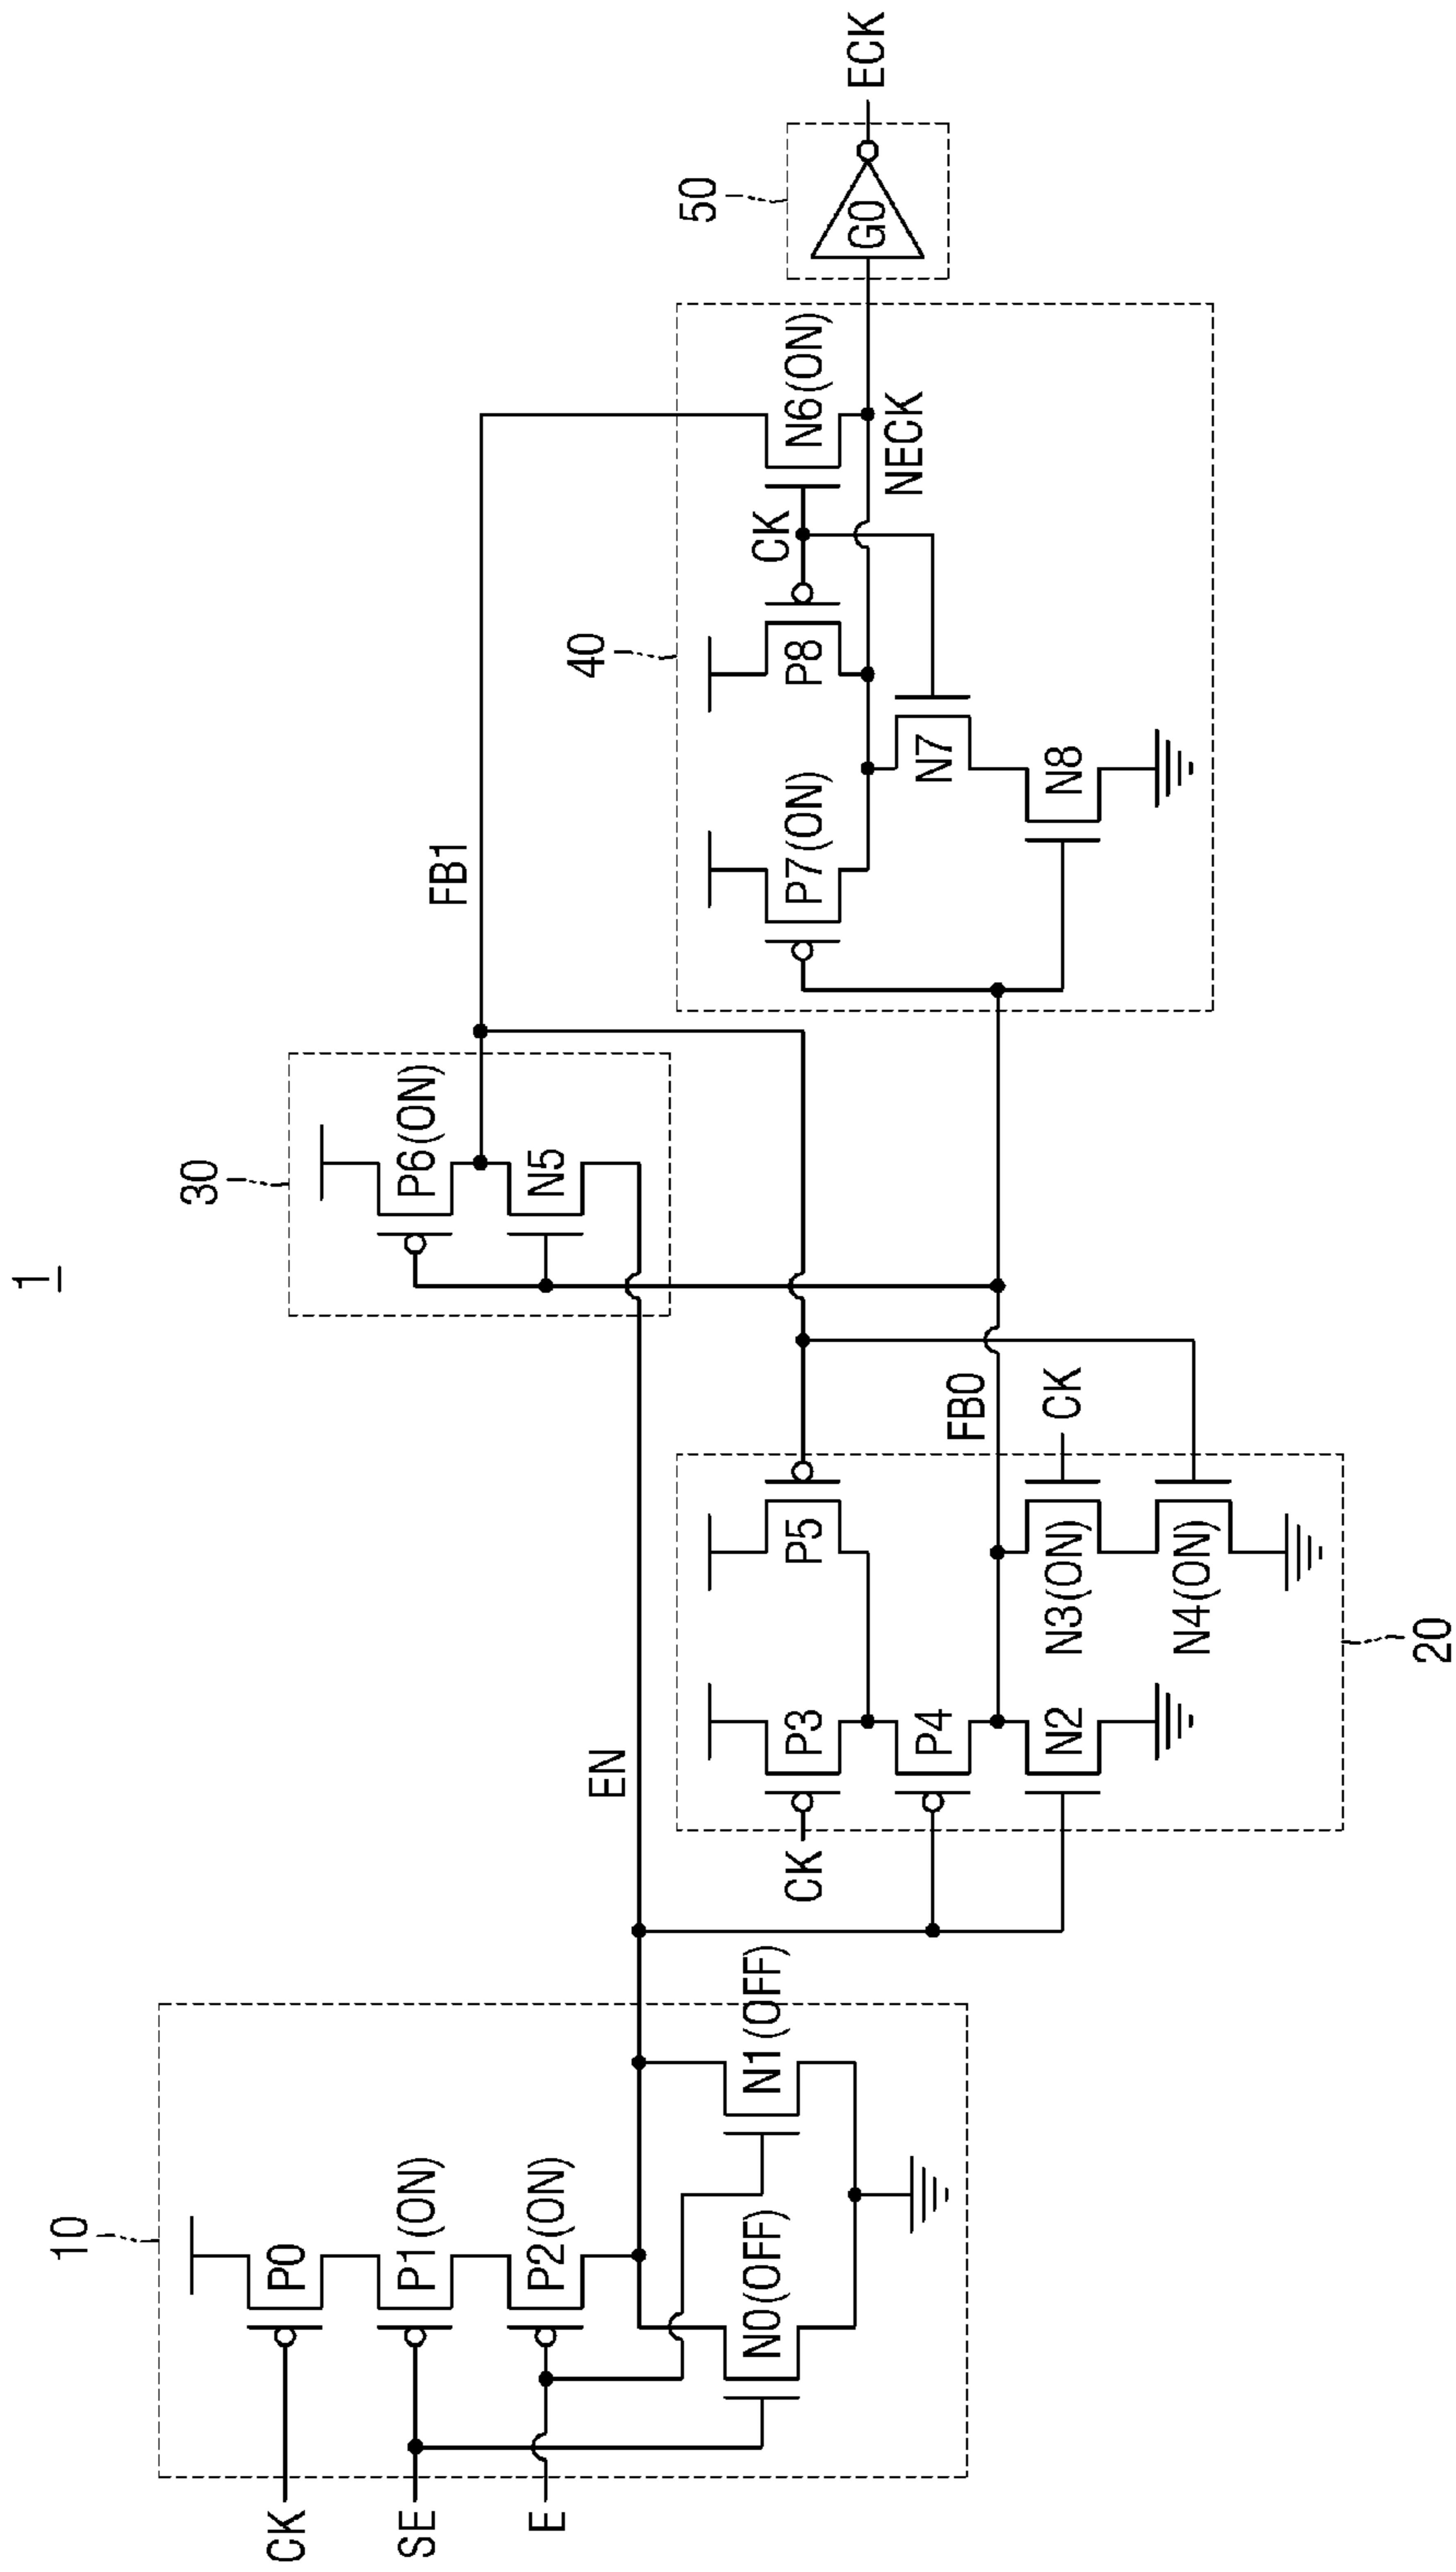 1
10
CK
SE
E
P0
P1(ON)
P2(ON)
N0(OFF)
N1(OFF)
EN
20
CK
P3
P4
N2
P5
FB0
N3(ON)
CK
N4(ON)
30
P6(ON)
N5
FB1
40
P7(ON)
P8
CK
N6(ON)
NECK
N7
N8
50
G0
ECK